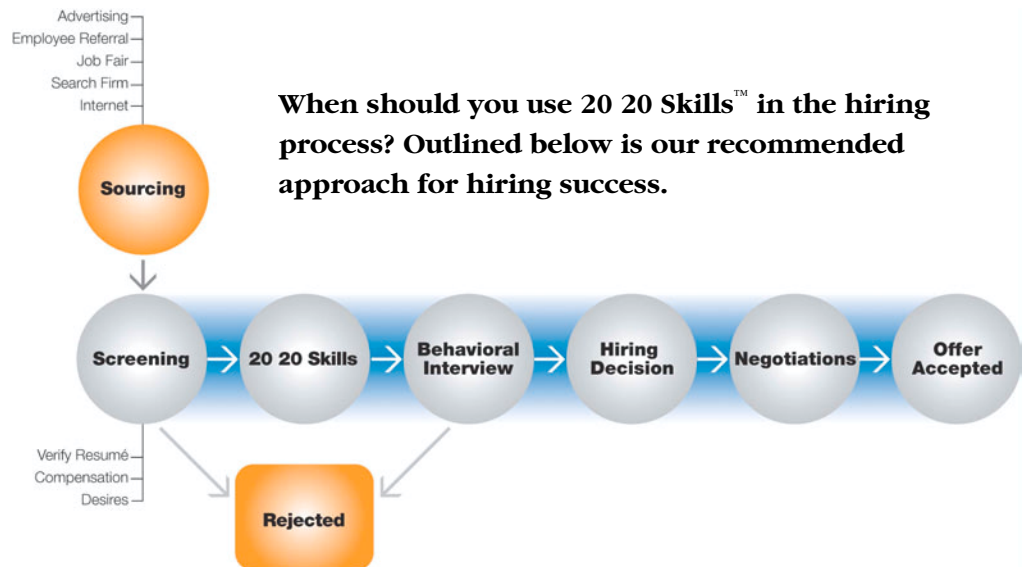 Advertising
Employee Referral
Job Fair
Search Firm
Internet
When should you use 20 20 Skills™ in the hiring
process? Outlined below is our recommended
approach for hiring success.
Sourcing
Screening
20 20 Skills
Behavioral
Interview
Hiring
Decision
Negotiations
Offer
Accepted
Verify Resumé
Compensation
Desires
Rejected